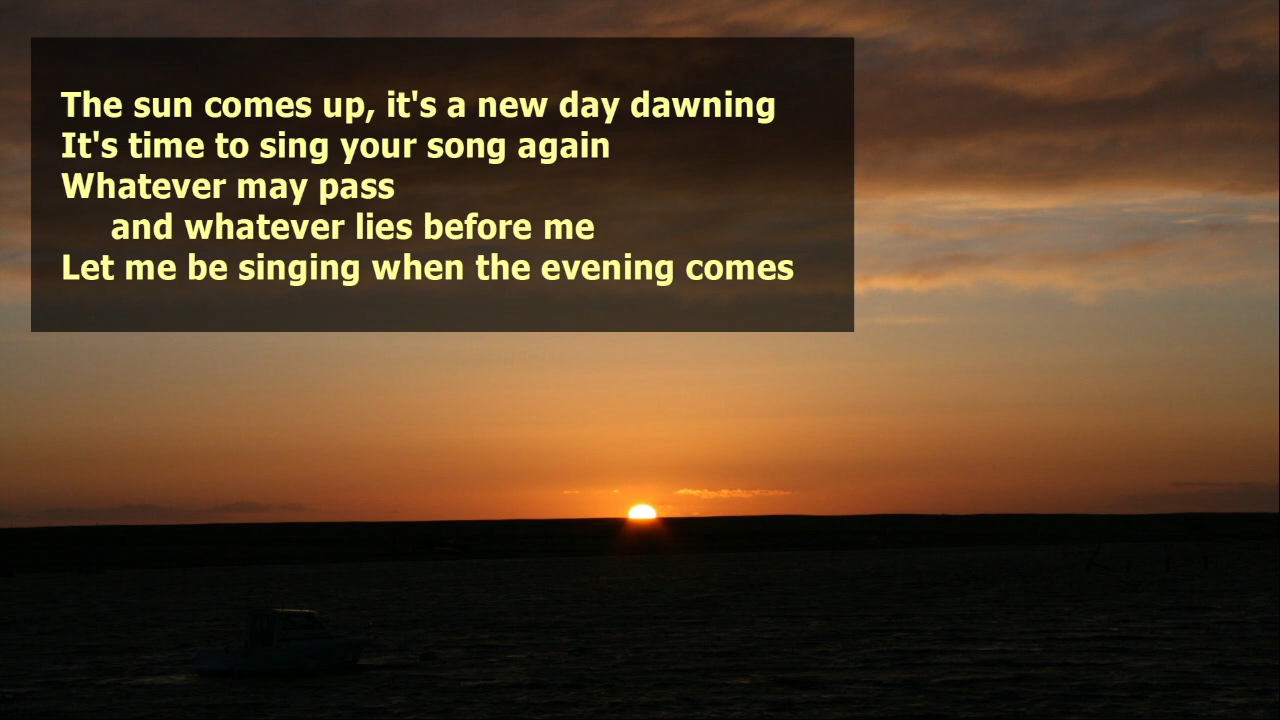 The sun comes up, it's a new day dawning
It's time to sing your song again
Whatever may pass
and whatever lies before me
Let me be singing when the evening comes